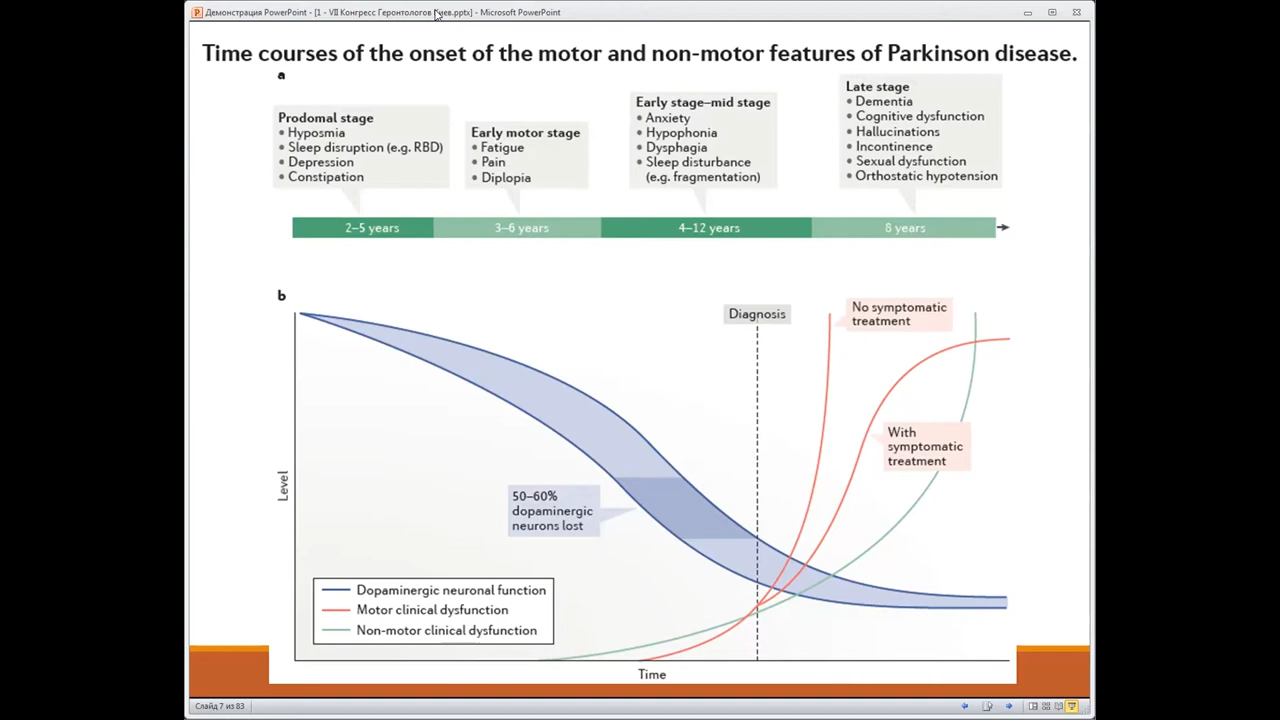 Демонстрация PowerPoint - [1 - VII Конгресс Геронтологов Киев.pptx] - Microsoft PowerPoint
Time courses of the onset of the motor and non-motor features of Parkinson disease.
a
Prodomal stage
• Hyposmia
• Sleep disruption (e.g. RBD)
• Depression
• Constipation
Early motor stage
• Fatigue
• Pain
• Diplopia
Early stage–mid stage
• Anxiety
• Hypophonia
• Dysphagia
• Sleep disturbance
(e.g. fragmentation)
Late stage
• Dementia
• Cognitive dysfunction
• Hallucinations
• Incontinence
• Sexual dysfunction
• Orthostatic hypotension
2–5 years
3–6 years
4–12 years
8 years
b
Diagnosis
No symptomatic
treatment
With
symptomatic
treatment
50–60%
dopaminergic
neurons lost
Level
Dopaminergic neuronal function
Motor clinical dysfunction
Non-motor clinical dysfunction
Time
Слайд 7 из 83